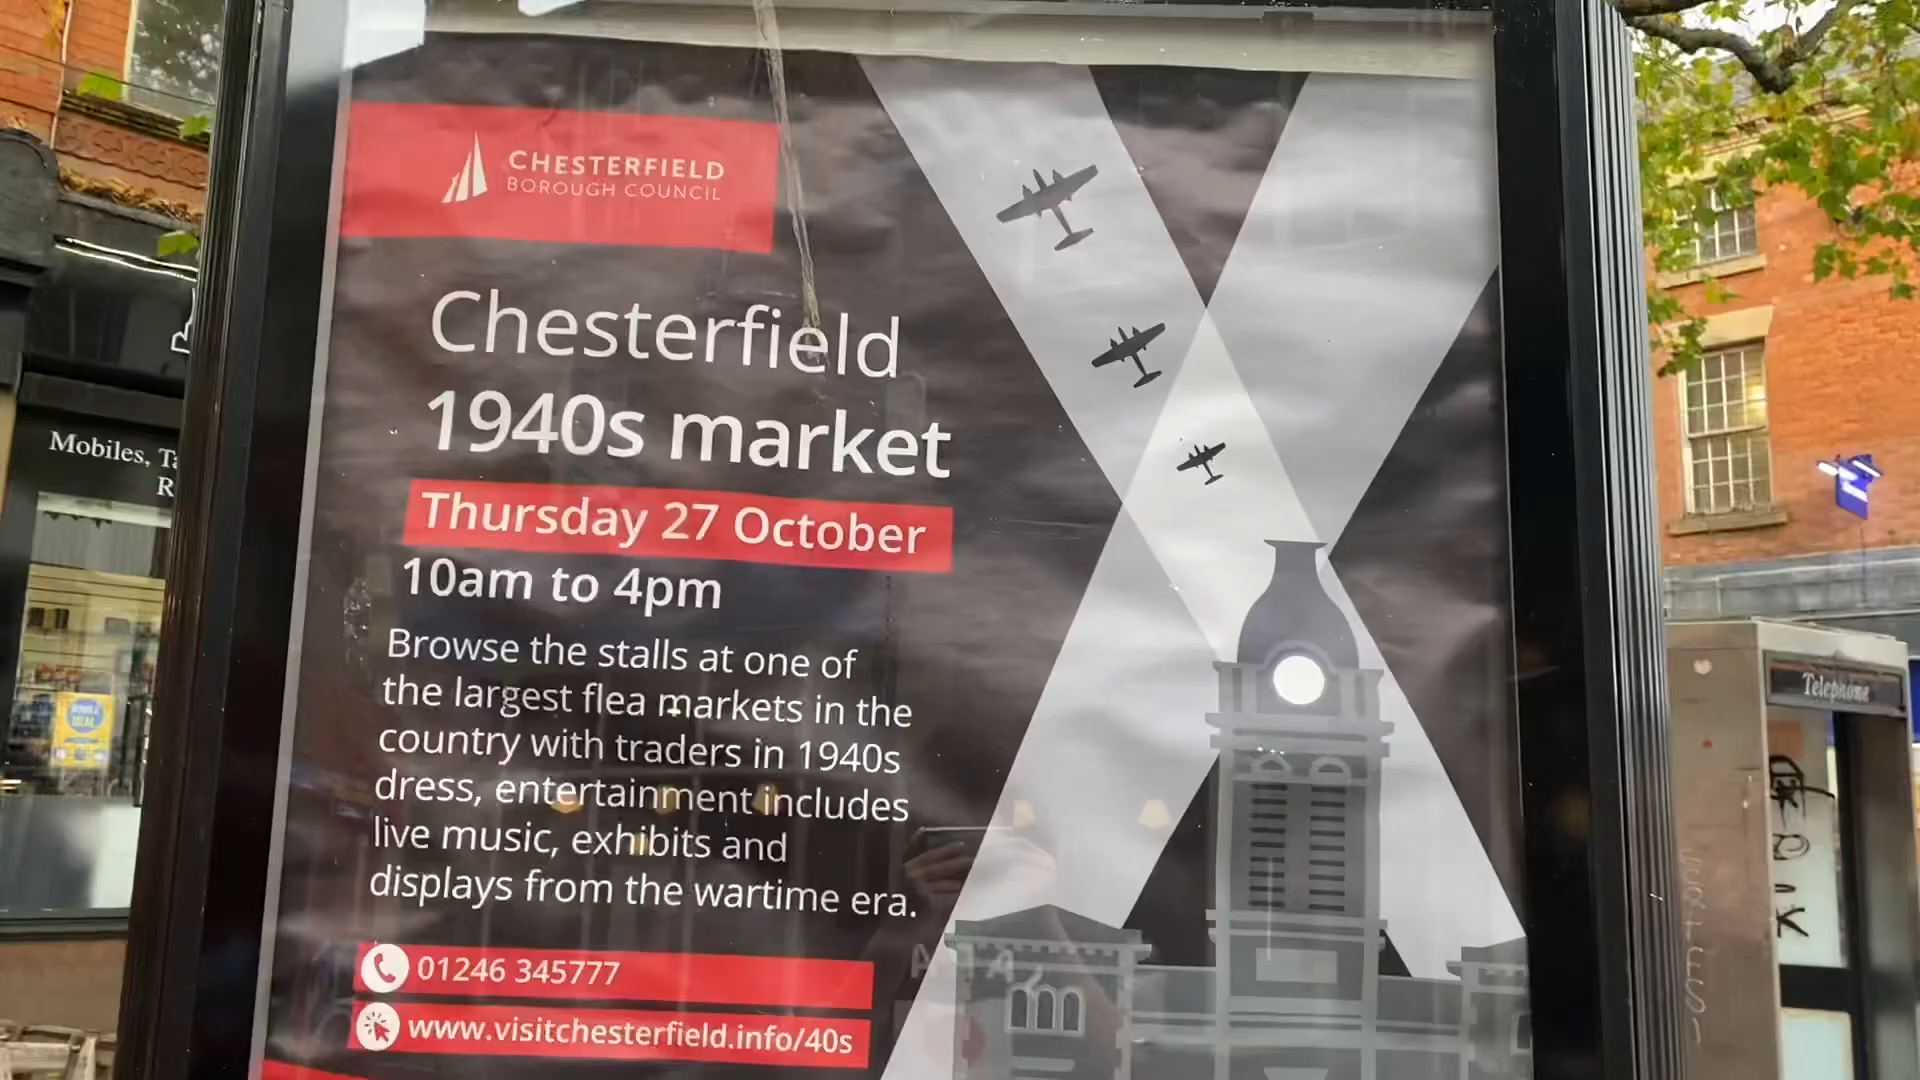 CHESTERFIELD
BOROUGH COUNCIL
Chesterfield
1940s market
Thursday 27 October
10am to 4pm
Browse the stalls at one of
the largest flea markets in the
country with traders in 1940s
dress, entertainment includes
live music, exhibits and
displays from the wartime era.
01246 345777
www.visitchesterfield.info/40s
Mobiles,
Telephone